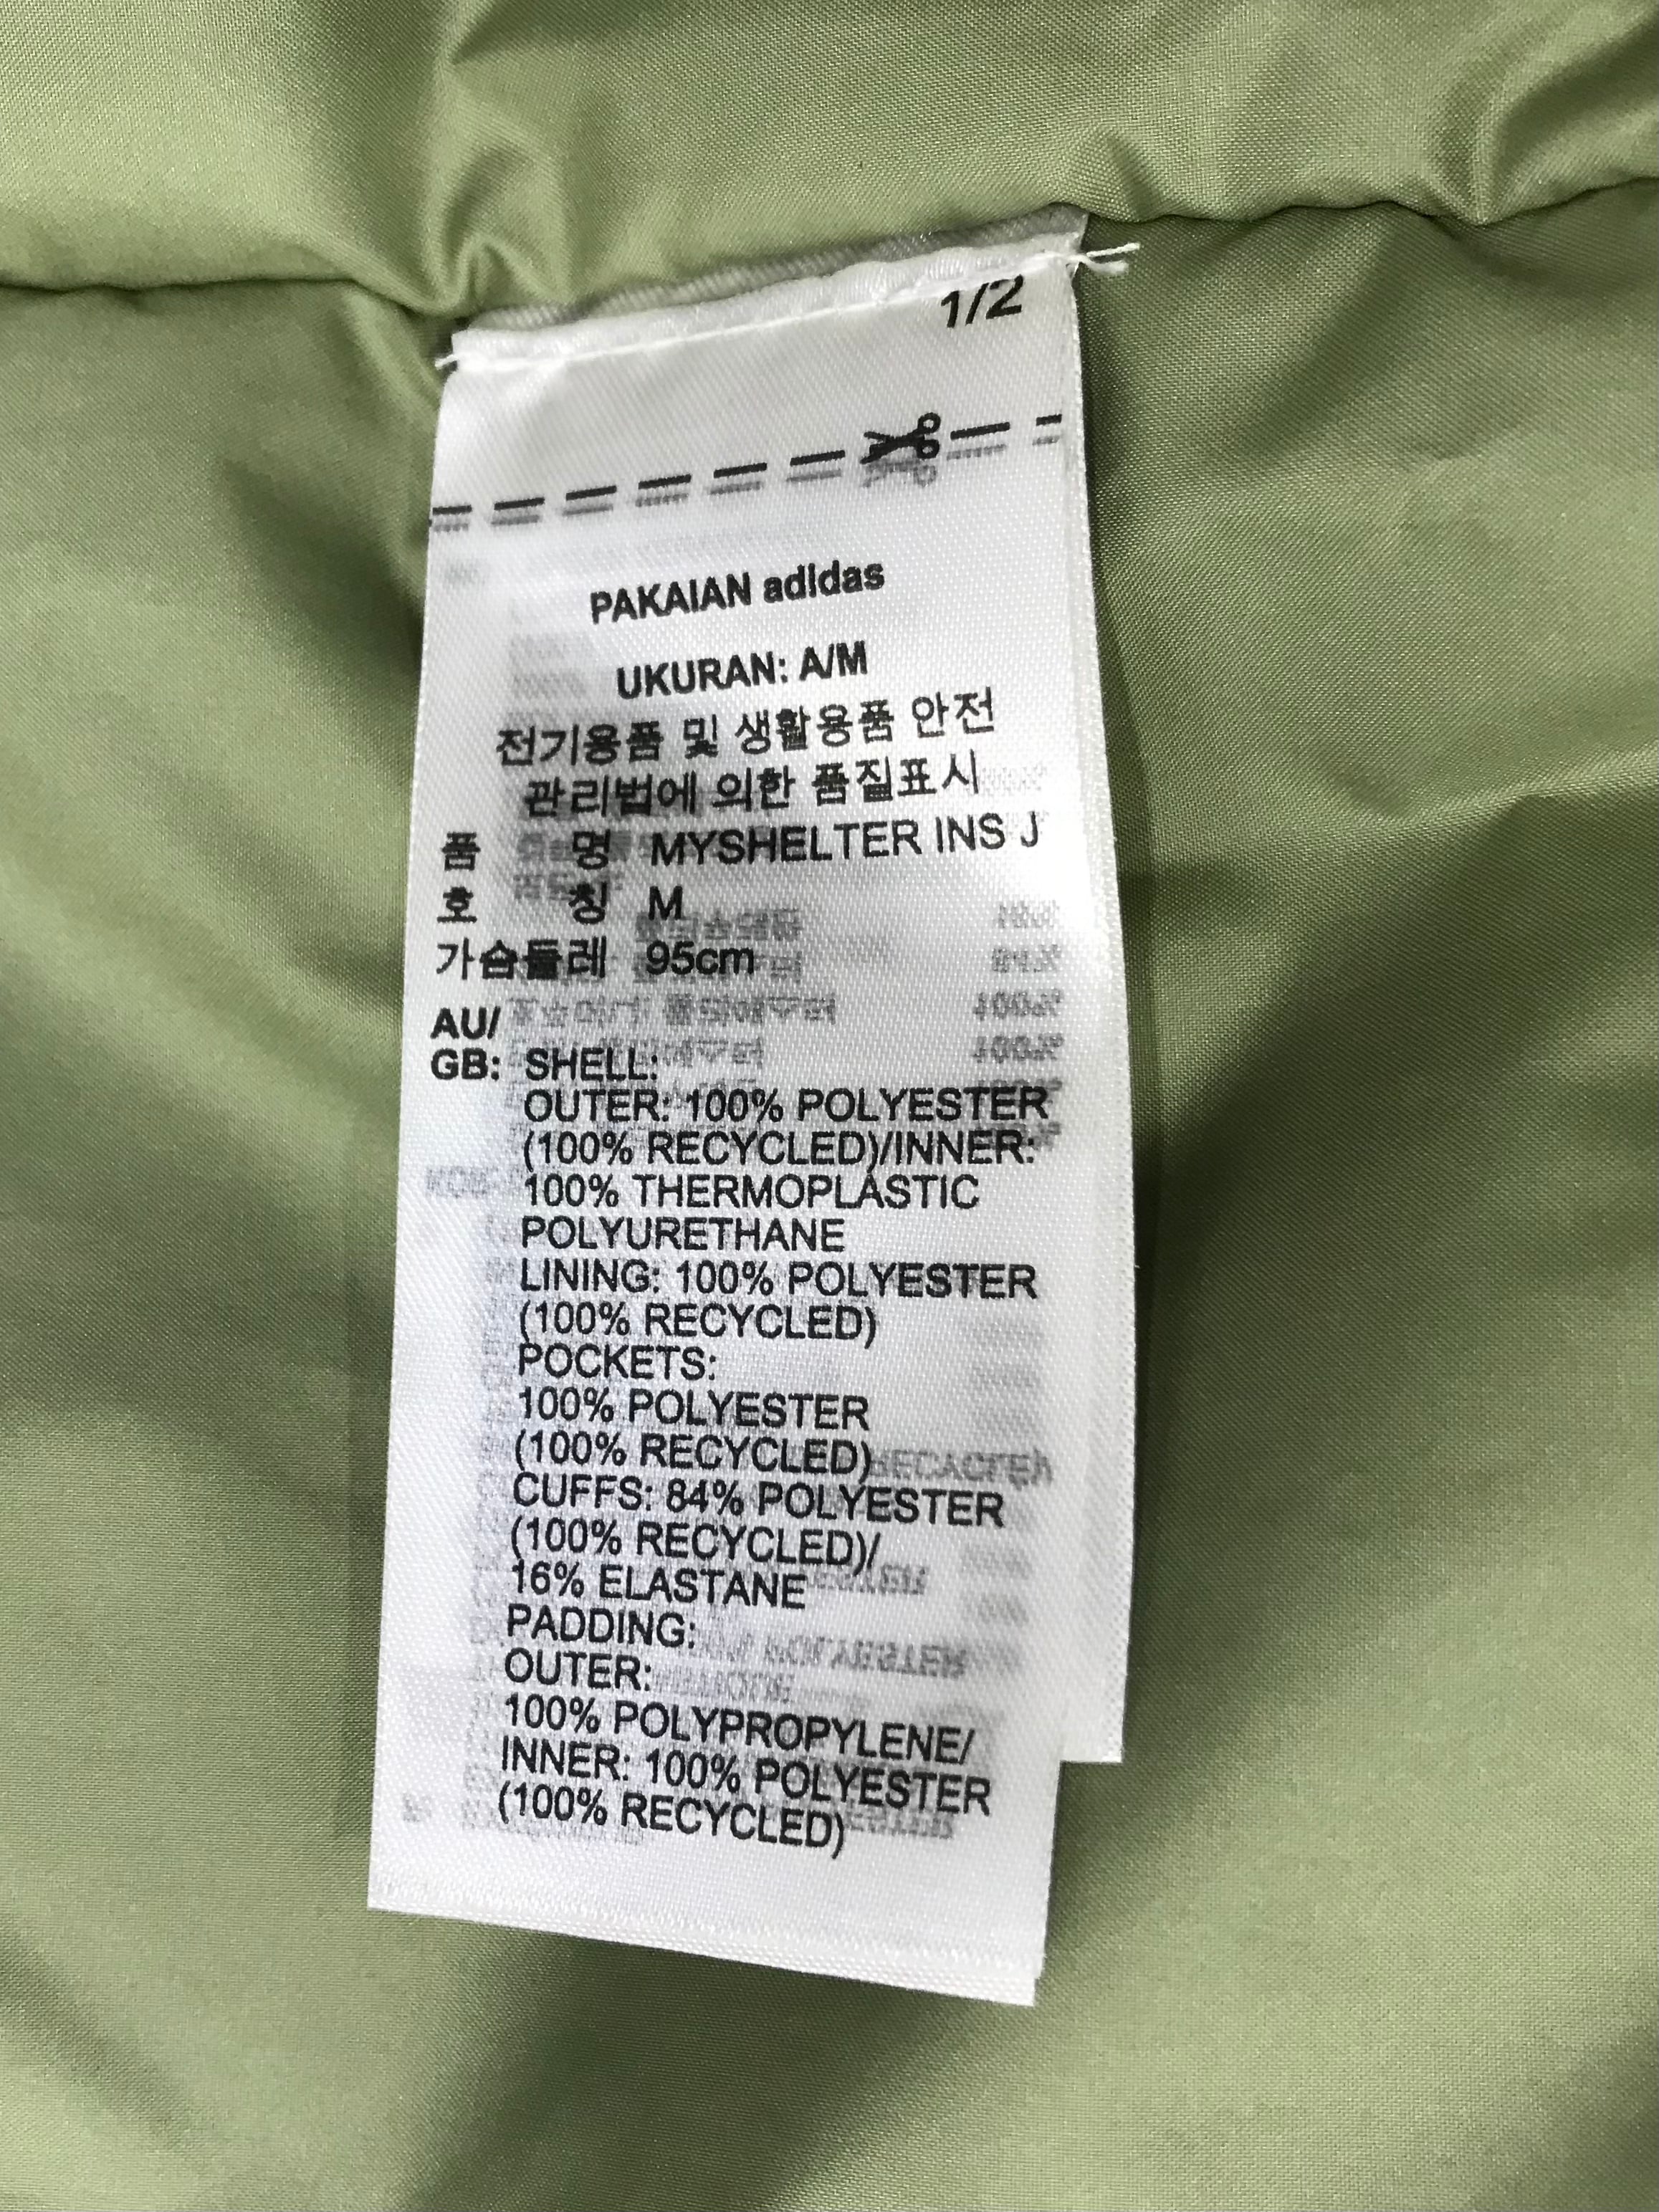 1/2
PAKAIAN adidas
UKURAN: A/M
전기용품 및 생활용품 안전
관리법에 의한 품질표시
품 명 MYSHELTER INS J
호 칭 M
가슴둘레 95cm
AU/
GB: SHELL:
OUTER: 100% POLYESTER
(100% RECYCLED)/INNER:
100% THERMOPLASTIC
POLYURETHANE
LINING: 100% POLYESTER
(100% RECYCLED)
POCKETS:
100% POLYESTER
(100% RECYCLED)
CUFFS: 84% POLYESTER
(100% RECYCLED)/
16% ELASTANE
PADDING:
OUTER:
100% POLYPROPYLENE/
INNER: 100% POLYESTER
(100% RECYCLED)